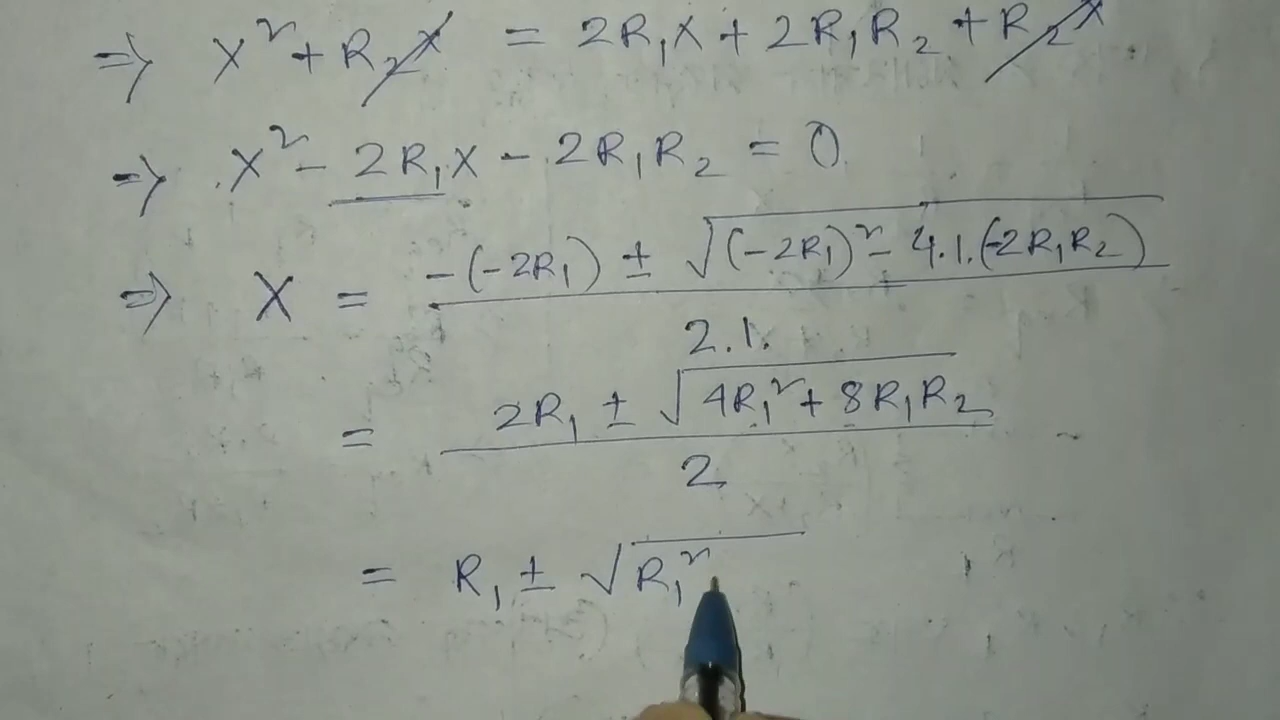 ⇒ X² + R₂x = 2R₁X + 2R₁R₂ + R₂x
⇒ X² - 2R₁X - 2R₁R₂ = 0
⇒ X = (-(-2R₁) ± √((-2R₁)² - 4.1.(-2R₁R₂))) / 2.1.
= (2R₁ ± √(4R₁² + 8R₁R₂)) / 2
= R₁ ± √(R₁²